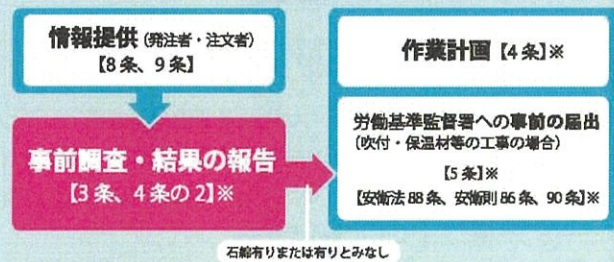 情報提供（発注者・注文者）
【8条、9条】
事前調査・結果の報告
【3条、4条の2】※
石綿有りまたは有りとみなし
作業計画【4条】※
労働基準監督署への事前の届出
（吹付・保温材等の工事の場合）
【5条】※
【安衛法88条、安衛則86条、90条】※